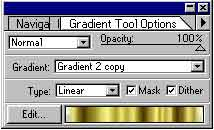 Naviga Gradient Tool Options
Normal Opacity: 100%
Gradient: Gradient 2 copy
Type: Linear Mask Dither
Edit...